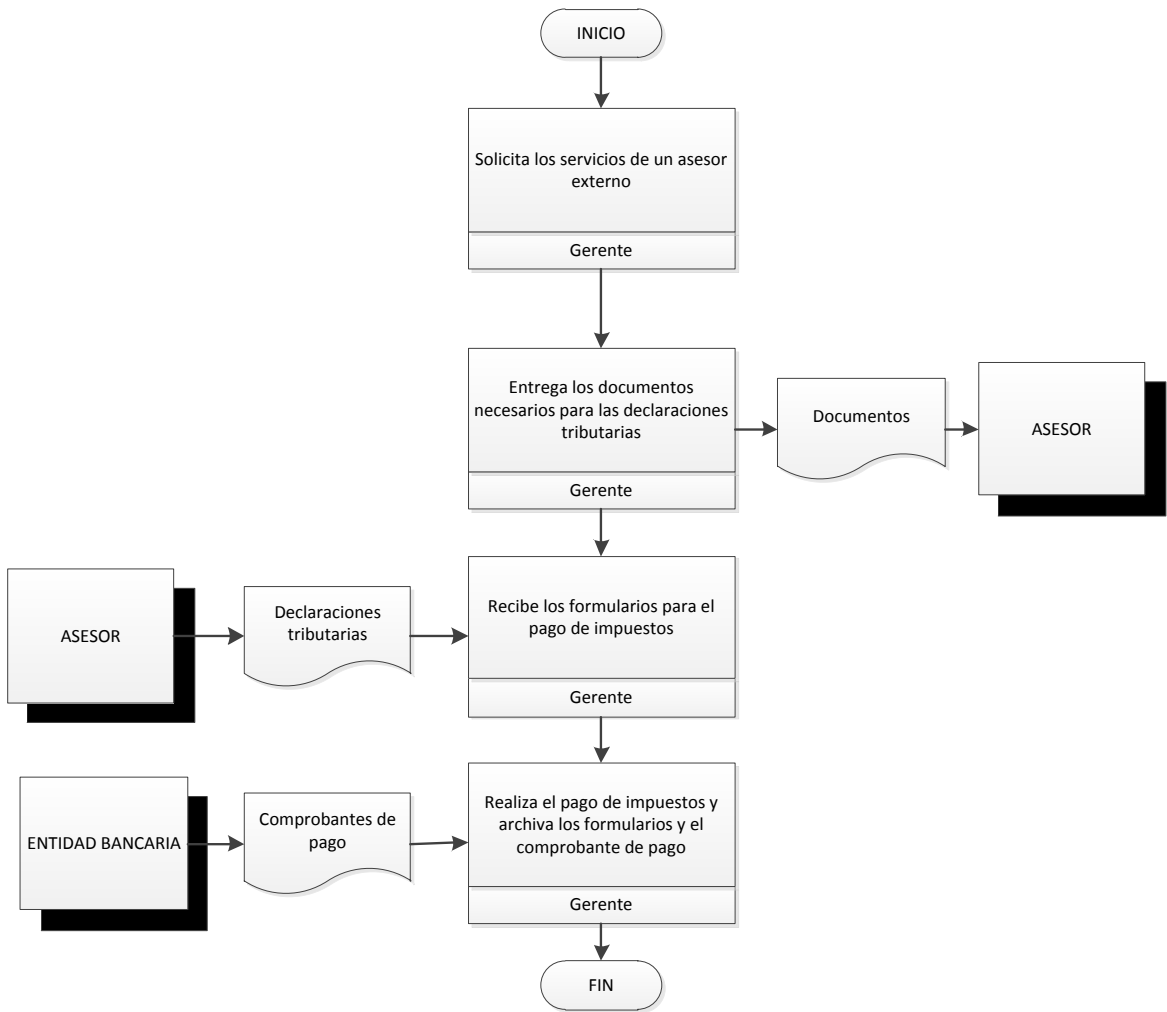 INICIO
Solicita los servicios de un asesor
externo
Gerente
Entrega los documentos
necesarios para las declaraciones
tributarias
Gerente
Documentos
ASESOR
ASESOR
Declaraciones
tributarias
Recibe los formularios para el
pago de impuestos
Gerente
ENTIDAD BANCARIA
Comprobantes de
pago
Realiza el pago de impuestos y
archiva los formularios y el
comprobante de pago
Gerente
FIN